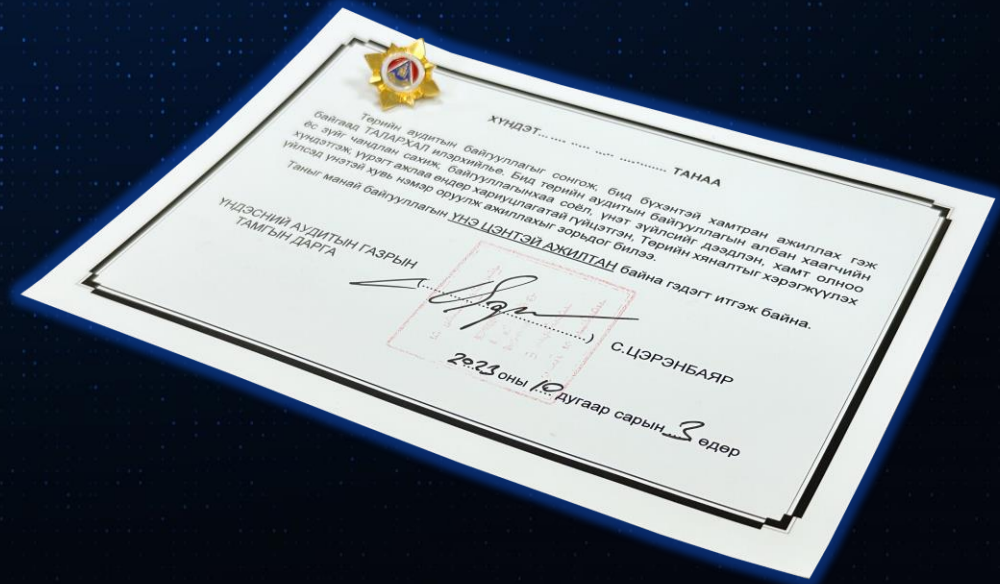 ХҮНДЭТ... ... ..... ..... ............ ТАНАА
Төрийн аудитын байгууллагыг сонгож, бид бүхэнтэй хамтран ажиллах гэж
байгаад ТАЛАРХАЛ илэрхийлье. Бид төрийн аудитын байгууллагын албан хаагчийн
ёс зүйг чандлан сахиж, байгууллагынхаа соёл, үнэт зүйлсийг дээдлэн, хамт олноо
хүндэтгэж, үүрэгт ажлаа өндөр хариуцлагатай гүйцэтгэн, Төрийн хяналтыг хэрэгжүүлэх
үйлсэд үнэтэй хувь нэмэр оруулж ажиллахыг зорьдог билээ.
Таныг манай байгууллагын ҮНЭ ЦЭНТЭЙ АЖИЛТАН байна гэдэгт итгэж байна.
ҮНДЭСНИЙ АУДИТЫН ГАЗРЫН
ТАМГЫН ДАРГА
С.ЦЭРЭНБАЯР
2023 оны 10 дугаар сарын 3 өдөр